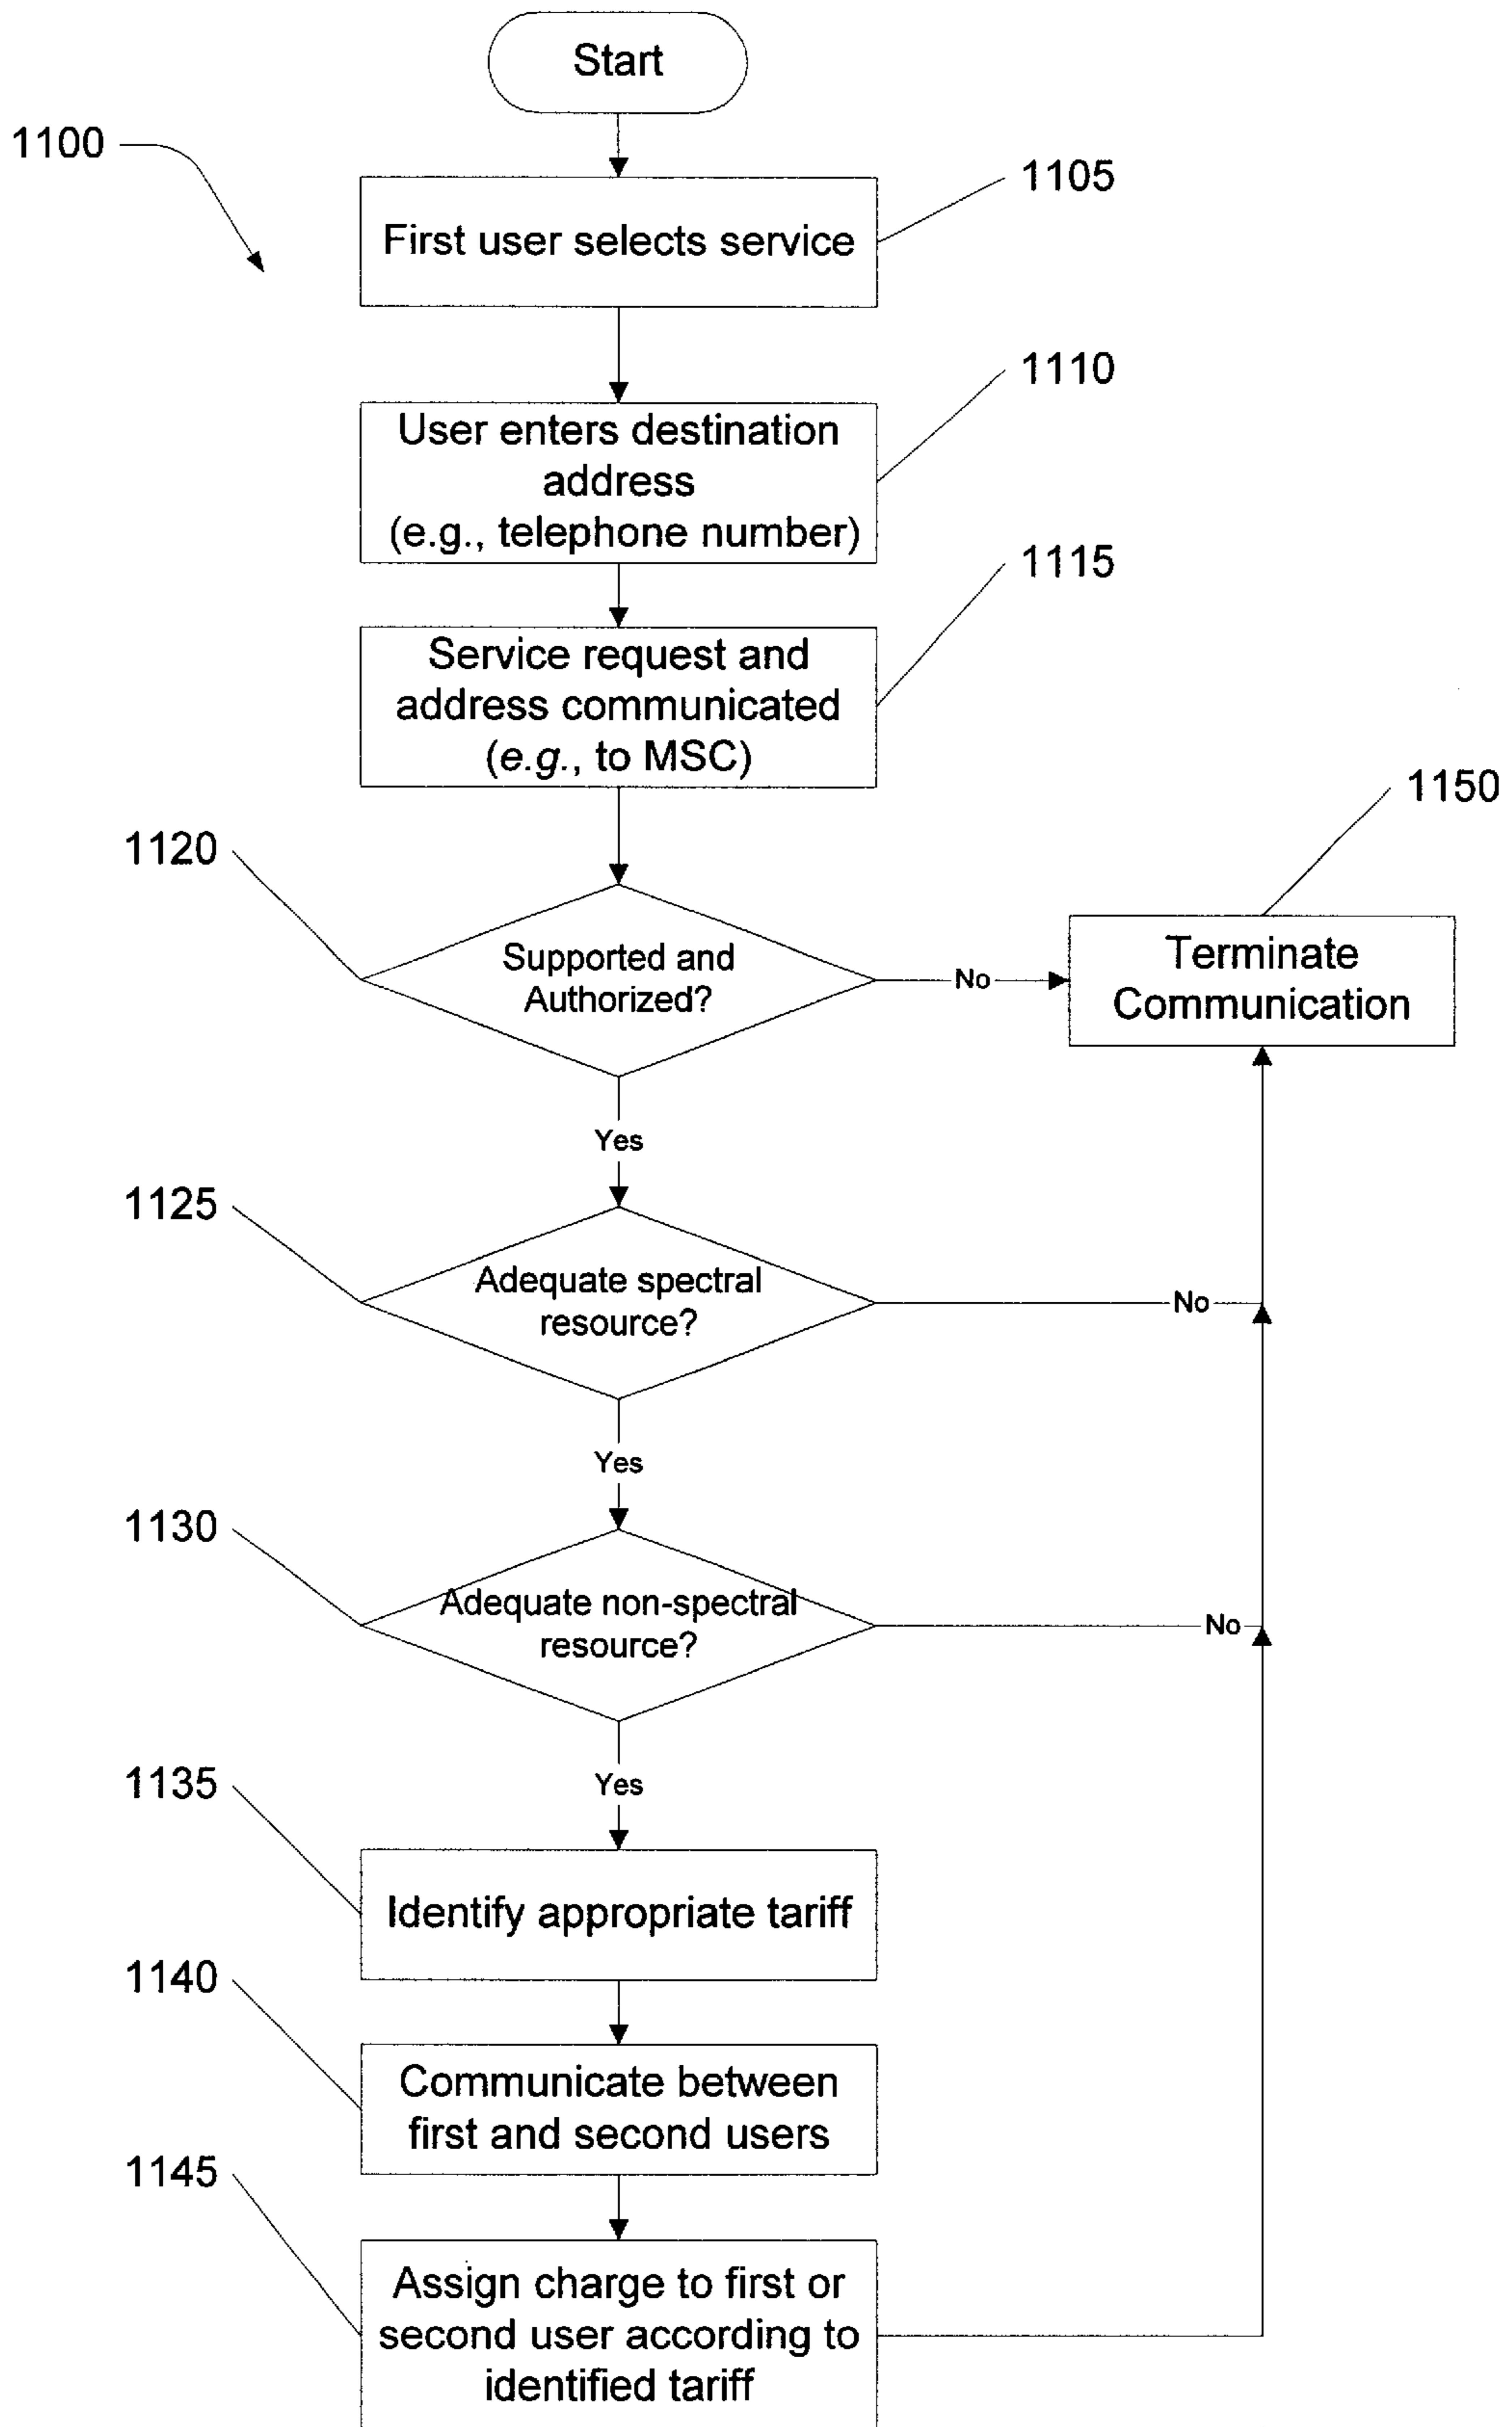 Start
1100
1105
First user selects service
1110
User enters destination
address
(e.g., telephone number)
1115
Service request and
address communicated
(e.g., to MSC)
1150
1120
Supported and
Authorized?
No
Terminate
Communication
Yes
1125
Adequate spectral
resource?
No
Yes
1130
Adequate non-spectral
resource?
No
Yes
1135
Identify appropriate tariff
1140
Communicate between
first and second users
1145
Assign charge to first or
second user according to
identified tariff